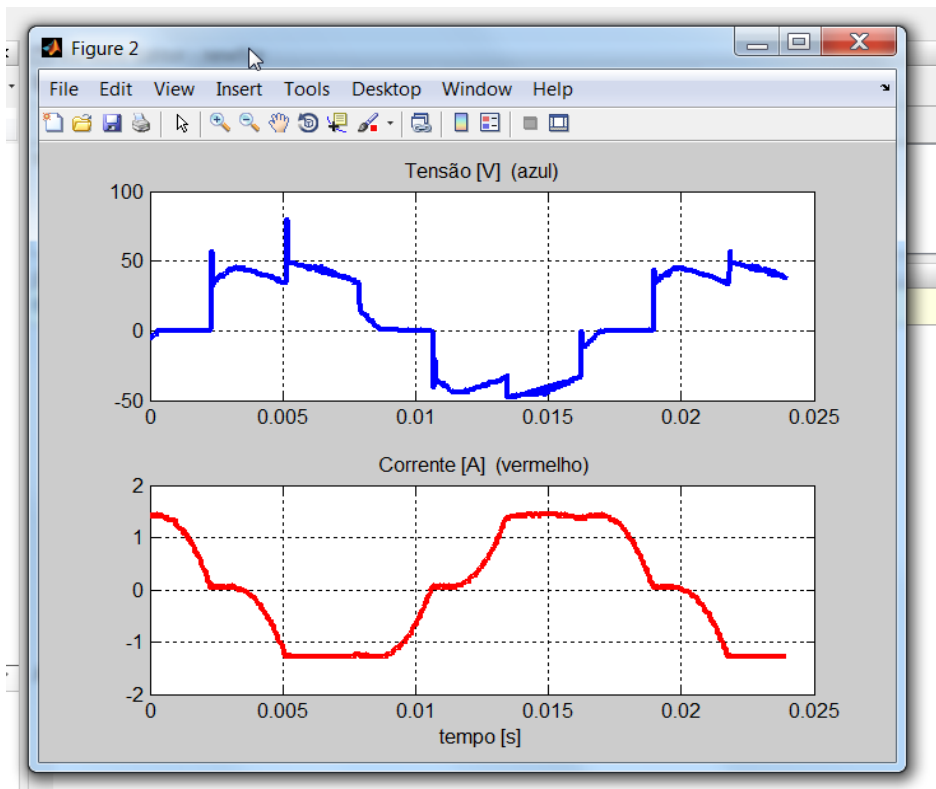 Figure 2
File Edit View Insert Tools Desktop Window Help
Tensão [V] (azul)
100
50
0
-50
0 0.005 0.01 0.015 0.02 0.025
Corrente [A] (vermelho)
2
1
0
-1
-2
0 0.005 0.01 0.015 0.02 0.025
tempo [s]